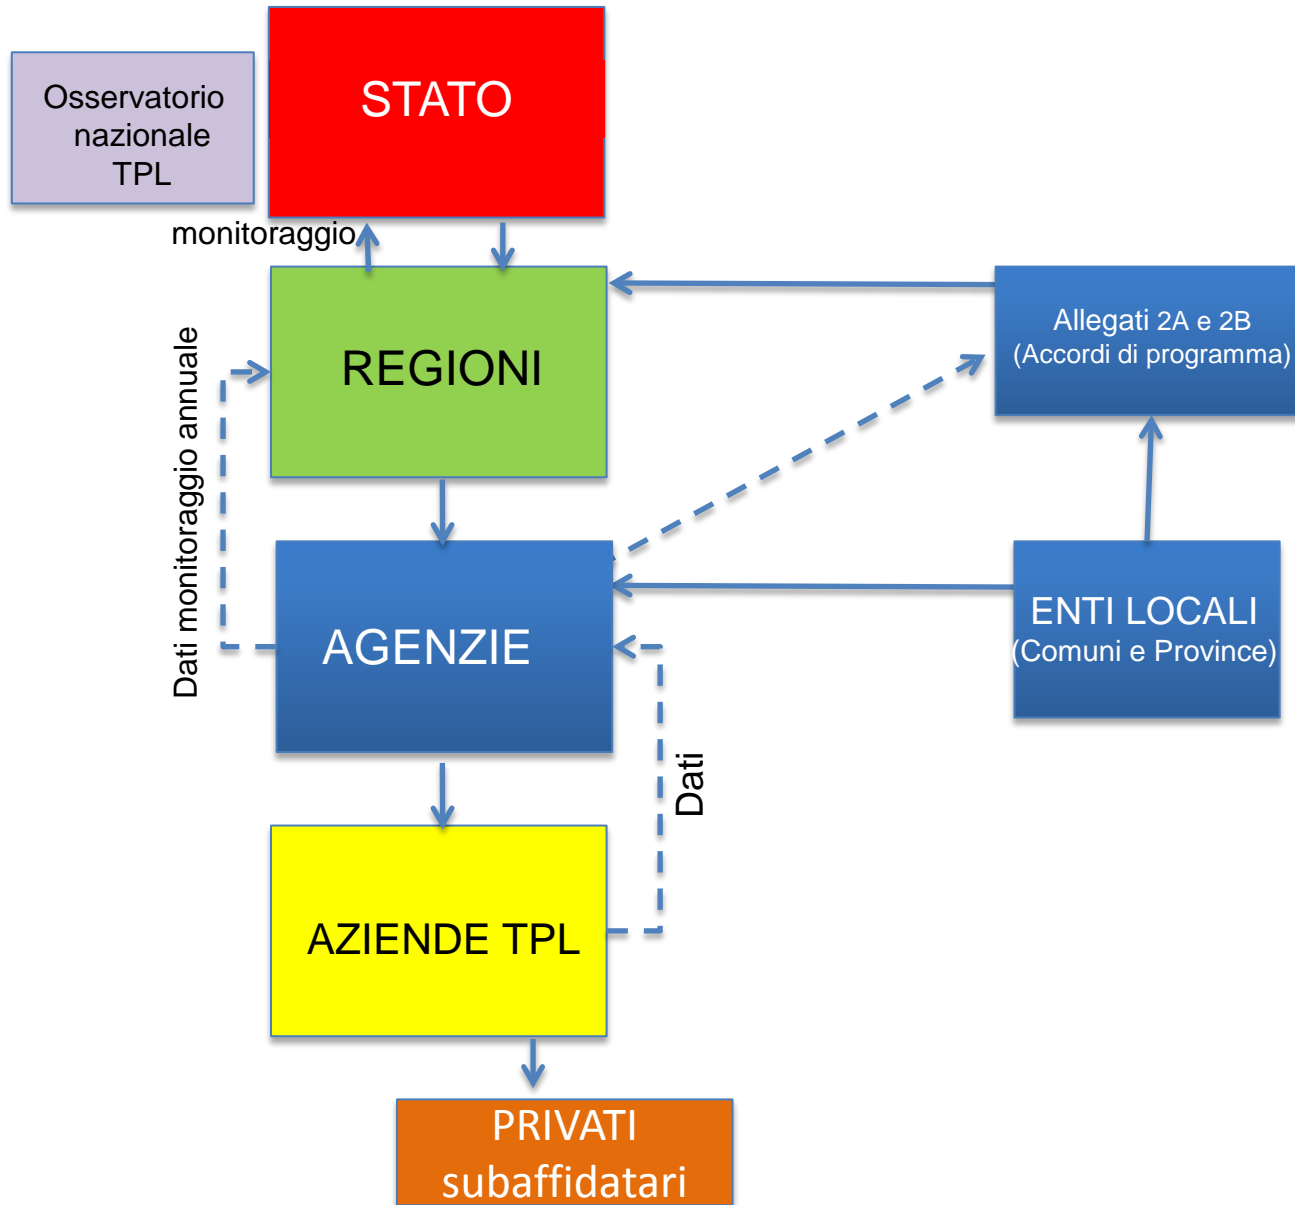 Osservatorio
nazionale
TPL
STATO
monitoraggio
REGIONI
Allegati 2A e 2B
(Accordi di programma)
Dati monitoraggio annuale
AGENZIE
ENTI LOCALI
(Comuni e Province)
Dati
AZIENDE TPL
PRIVATI
subaffidatari